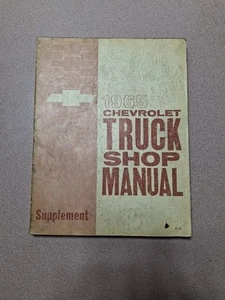 1965
CHEVROLET
TRUCK
SHOP
MANUAL
Supplement